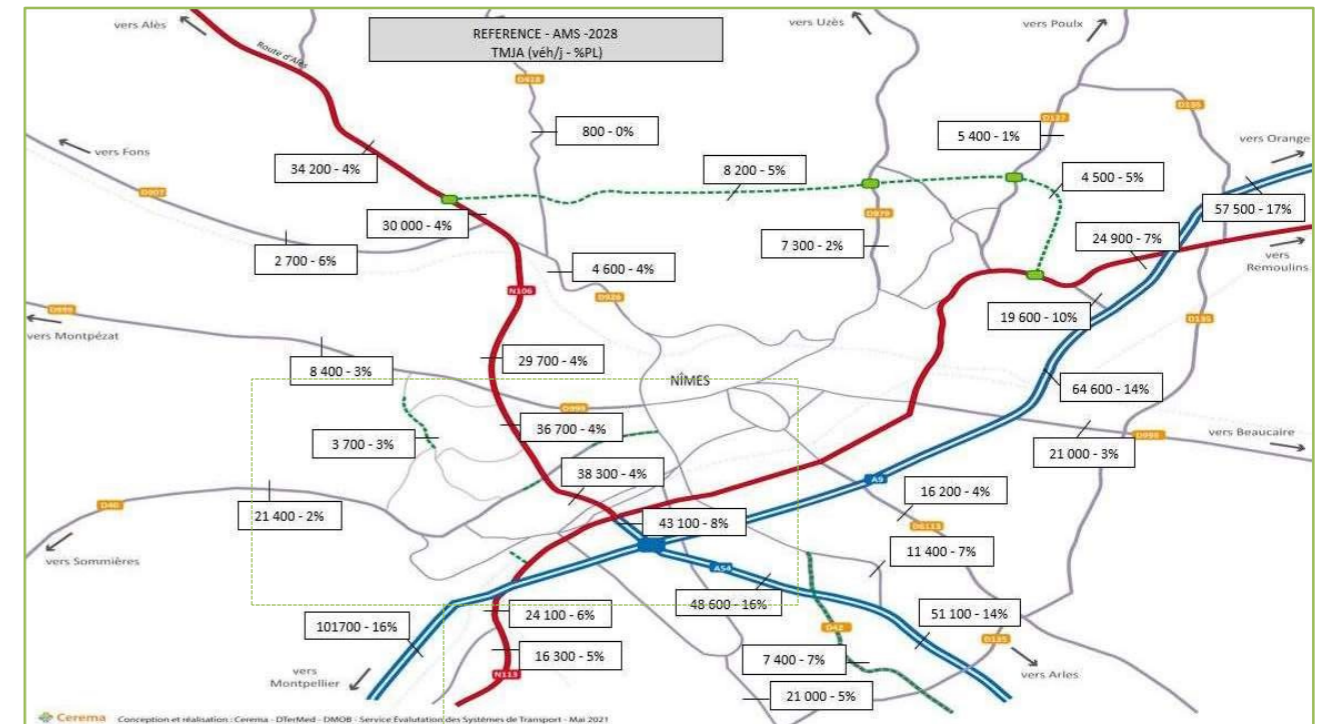 REFERENCE - AMS -2028
TMJA (véh/j - %PL)
vers Alès
Route d'Alès
vers Uzès
vers Poulx
D418
800 - 0%
D127
5 400 - 1%
D135
vers Orange
vers Fons
D907
34 200 - 4%
8 200 - 5%
4 500 - 5%
57 500 - 17%
30 000 - 4%
D979
24 900 - 7%
vers
Remoulins
2 700 - 6%
7 300 - 2%
4 600 - 4%
N106
D926
19 600 - 10%
D135
D999
vers Montpézat
8 400 - 3%
29 700 - 4%
NÎMES
64 600 - 14%
D999
36 700 - 4%
3 700 - 3%
D999
vers Beaucaire
21 000 - 3%
38 300 - 4%
A9
16 200 - 4%
D40
21 400 - 2%
43 100 - 8%
D6113
vers Sommières
11 400 - 7%
A54
48 600 - 16%
24 100 - 6%
51 100 - 14%
101700 - 16%
D42
D135
16 300 - 5%
7 400 - 7%
vers
Montpellier
N113
vers Arles
21 000 - 5%
Cerema Conception et réalisation : Cerema - DTerMed - DMOB - Service Évalutation des Systèmes de Transport - Mai 2021